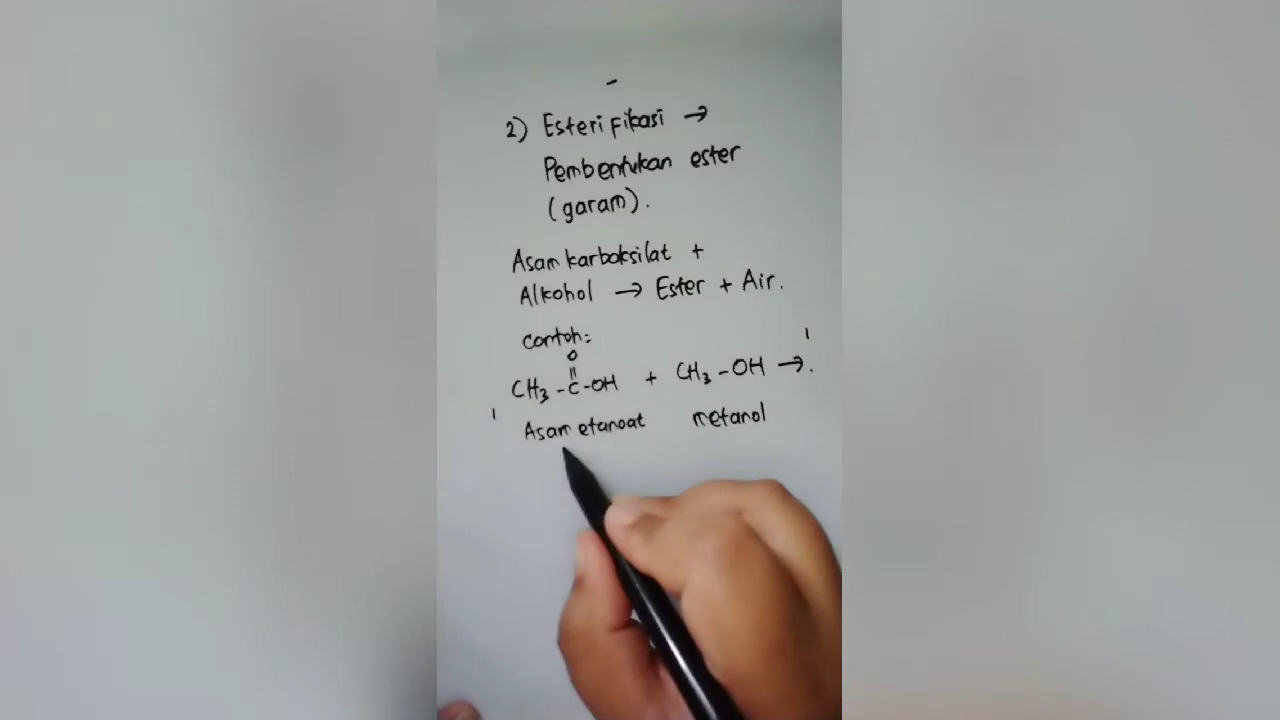 2) Esterifikasi →
Pembentukan ester
(garam).
Asam karboksilat +
Alkohol → Ester + Air.
Contoh:
O
||
CH₃ -C-OH + CH₃ -OH →
Asam etanoat metanol